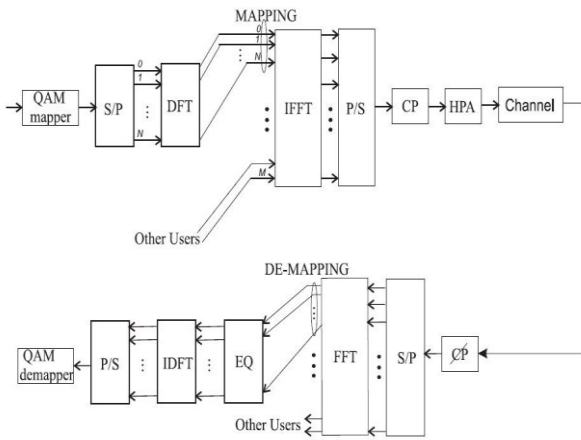 MAPPING
QAM
mapper
S/P
0
1
N
DFT
0
1
N
M
IFFT
P/S
CP
HPA
Channel
Other Users
DE-MAPPING
QAM
demapper
P/S
IDFT
EQ
FFT
S/P
CP
Other Users